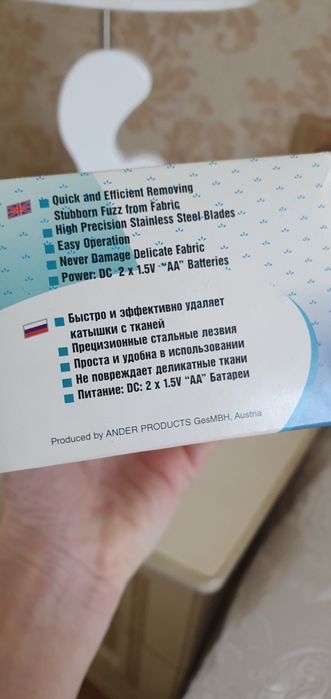 Quick and Efficient Removing
Stubborn Fuzz from Fabric
High Precision Stainless Steel Blades
Easy Operation
Never Damage Delicate Fabric
Power: DC 2 x 1.5V "AA" Batteries
Быстро и эффективно удаляет
катышки с тканей
Прецизионные стальные лезвия
Проста и удобна в использовании
Не повреждает деликатные ткани
Питание: DC: 2 x 1.5V "AA" Батареи
Produced by ANDER PRODUCTS GesMBH, Austria